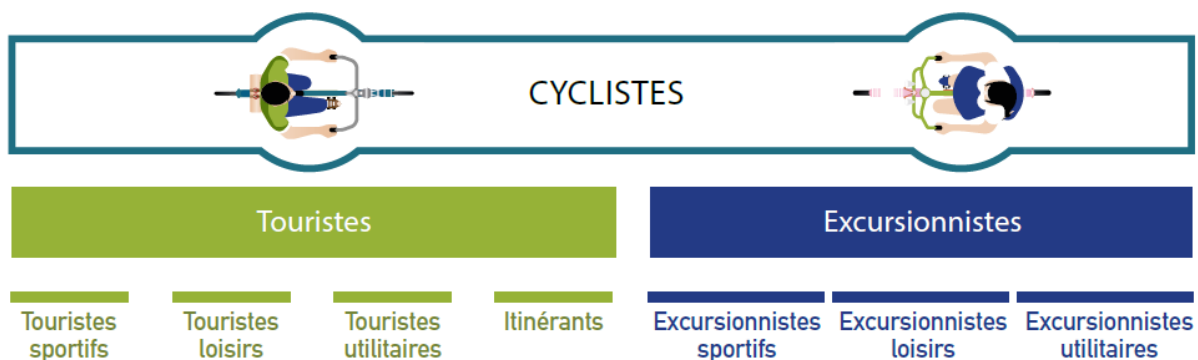 CYCLISTES
Touristes
Excursionnistes
Touristes
sportifs
Touristes
loisirs
Touristes
utilitaires
Itinérants
Excursionnistes
sportifs
Excursionnistes
loisirs
Excursionnistes
utilitaires